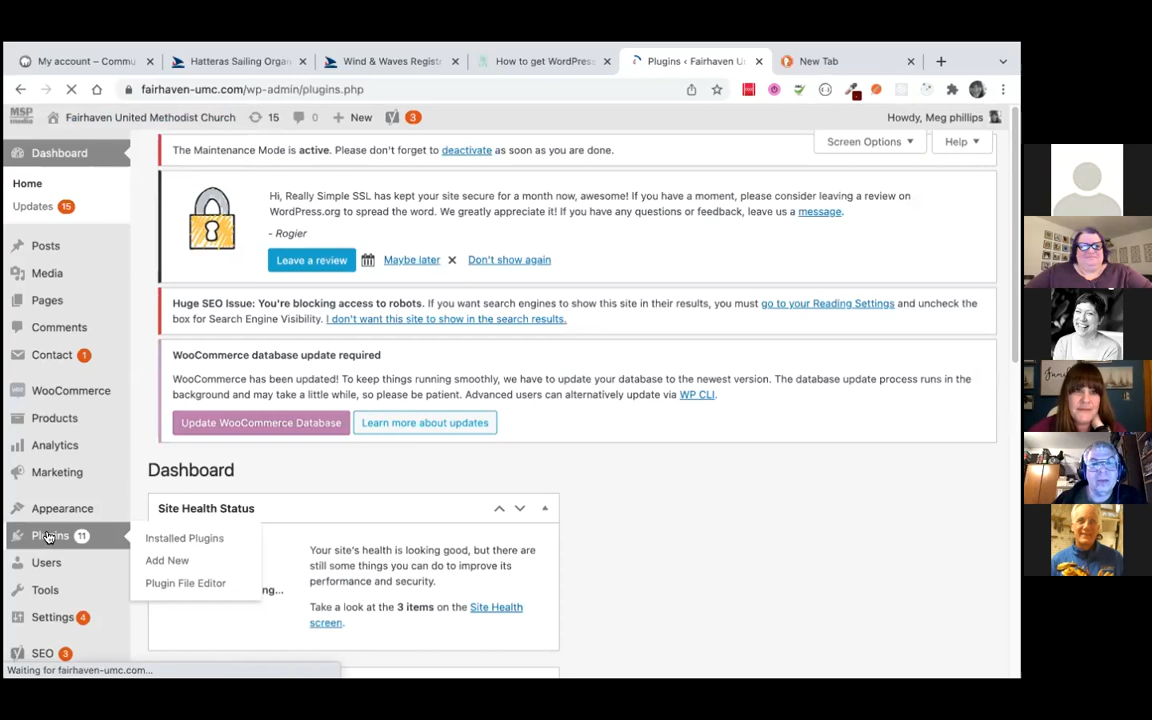 My account – Commu
Hatteras Sailing Organ
Wind & Waves Registr
How to get WordPress
Plugins ‹ Fairhaven U
New Tab
fairhaven-umc.com/wp-admin/plugins.php
MSP media
Fairhaven United Methodist Church
15
0
New
3
Howdy, Meg phillips
Dashboard
Home
Updates 15
Posts
Media
Pages
Comments
Contact 1
WooCommerce
Products
Analytics
Marketing
Appearance
Plugins 11
Users
Tools
Settings 4
SEO 3
Installed Plugins
Add New
Plugin File Editor
The Maintenance Mode is active. Please don't forget to deactivate as soon as you are done.
Screen Options
Help
Hi, Really Simple SSL has kept your site secure for a month now, awesome! If you have a moment, please consider leaving a review on
WordPress.org to spread the word. We greatly appreciate it! If you have any questions or feedback, leave us a message.
- Rogier
Leave a review
Maybe later
Don't show again
Huge SEO Issue: You're blocking access to robots. If you want search engines to show this site in their results, you must go to your Reading Settings and uncheck the
box for Search Engine Visibility. I don't want this site to show in the search results.
WooCommerce database update required
WooCommerce has been updated! To keep things running smoothly, we have to update your database to the newest version. The database update process runs in the
background and may take a little while, so please be patient. Advanced users can alternatively update via WP CLI.
Update WooCommerce Database
Learn more about updates
Dashboard
Site Health Status
ng...
Your site's health is looking good, but there are
still some things you can do to improve its
performance and security.
Take a look at the 3 items on the Site Health
screen.
Waiting for fairhaven-umc.com...